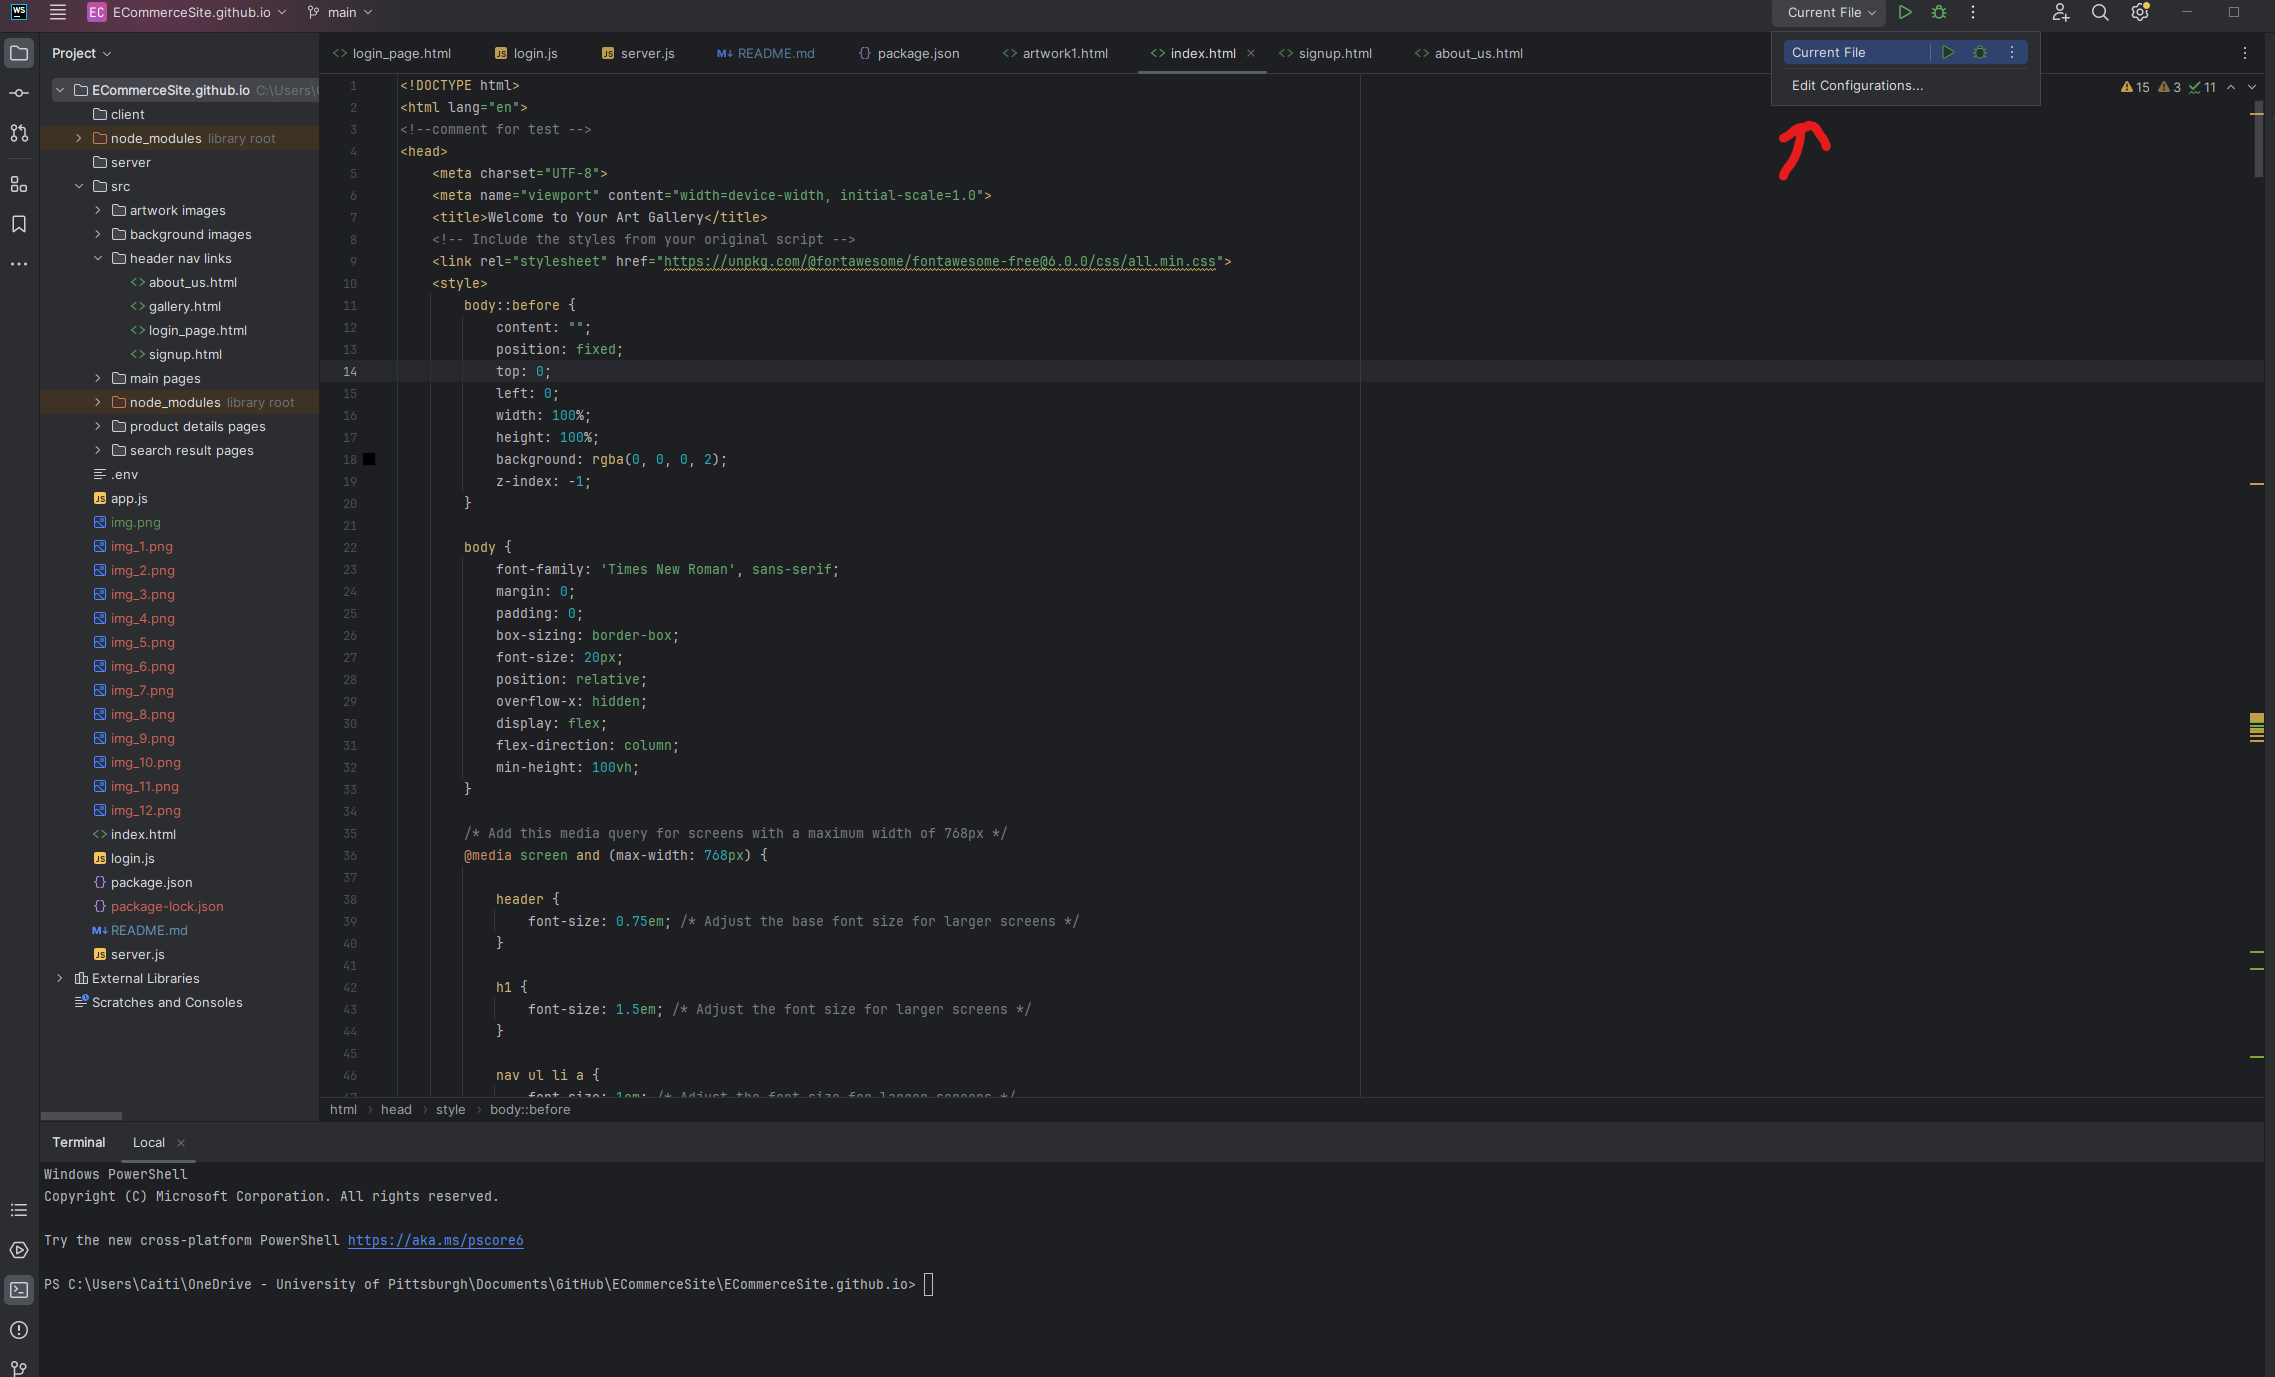 WS EC ECommerceSite.github.io main Current File
Project
login_page.html login.js server.js README.md package.json artwork1.html index.html signup.html about_us.html
Current File
Edit Configurations...
15 3 11
ECommerceSite.github.io C:\Users\
client
node_modules library root
server
src
artwork images
background images
header nav links
about_us.html
gallery.html
login_page.html
signup.html
main pages
node_modules library root
product details pages
search result pages
.env
app.js
img.png
img_1.png
img_2.png
img_3.png
img_4.png
img_5.png
img_6.png
img_7.png
img_8.png
img_9.png
img_10.png
img_11.png
img_12.png
index.html
login.js
package.json
package-lock.json
README.md
server.js
External Libraries
Scratches and Consoles
1 <!DOCTYPE html>
2 <html lang="en">
3 <!--comment for test -->
4 <head>
5 <meta charset="UTF-8">
6 <meta name="viewport" content="width=device-width, initial-scale=1.0">
7 <title>Welcome to Your Art Gallery</title>
8 <!-- Include the styles from your original script -->
9 <link rel="stylesheet" href="https://unpkg.com/@fortawesome/fontawesome-free@6.0.0/css/all.min.css">
10 <style>
11 body::before {
12 content: "";
13 position: fixed;
14 top: 0;
15 left: 0;
16 width: 100%;
17 height: 100%;
18 background: rgba(0, 0, 0, 2);
19 z-index: -1;
20 }
21
22 body {
23 font-family: 'Times New Roman', sans-serif;
24 margin: 0;
25 padding: 0;
26 box-sizing: border-box;
27 font-size: 20px;
28 position: relative;
29 overflow-x: hidden;
30 display: flex;
31 flex-direction: column;
32 min-height: 100vh;
33 }
34
35 /* Add this media query for screens with a maximum width of 768px */
36 @media screen and (max-width: 768px) {
37
38 header {
39 font-size: 0.75em; /* Adjust the base font size for larger screens */
40 }
41
42 h1 {
43 font-size: 1.5em; /* Adjust the font size for larger screens */
44 }
45
46 nav ul li a {
47 font-size: 1em; /* Adjust the font size for larger screens */
html › head › style › body::before
Terminal Local
Windows PowerShell
Copyright (C) Microsoft Corporation. All rights reserved.
Try the new cross-platform PowerShell https://aka.ms/pscore6
PS C:\Users\Caiti\OneDrive - University of Pittsburgh\Documents\GitHub\ECommerceSite\ECommerceSite.github.io>